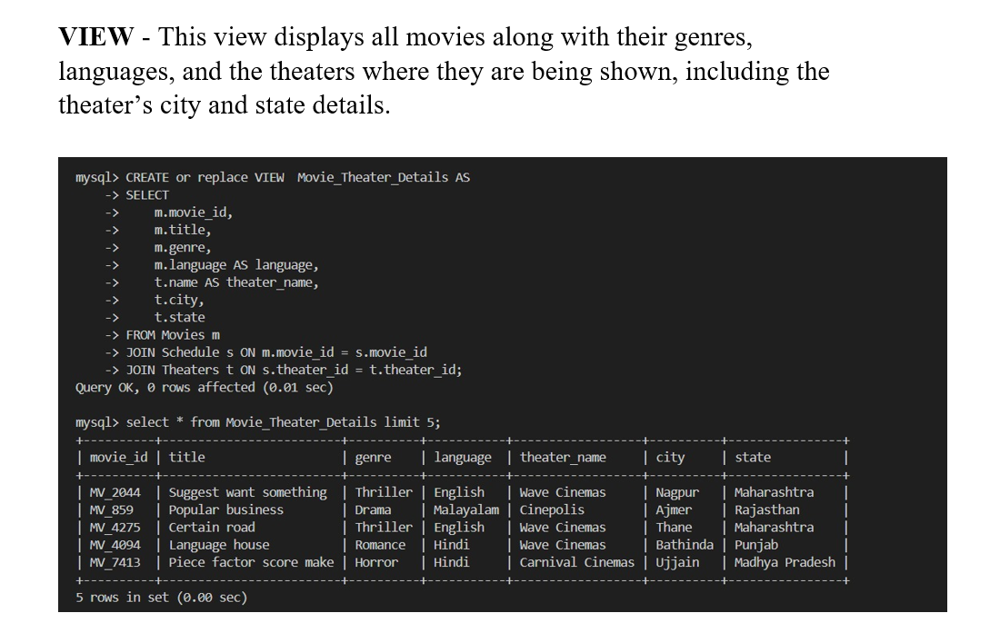 VIEW - This view displays all movies along with their genres,
languages, and the theaters where they are being shown, including the
theater’s city and state details.
mysql> CREATE or replace VIEW  Movie_Theater_Details AS
    -> SELECT
    ->     m.movie_id,
    ->     m.title,
    ->     m.genre,
    ->     m.language AS language,
    ->     t.name AS theater_name,
    ->     t.city,
    ->     t.state
    -> FROM Movies m
    -> JOIN Schedule s ON m.movie_id = s.movie_id
    -> JOIN Theaters t ON s.theater_id = t.theater_id;
Query OK, 0 rows affected (0.01 sec)
mysql> select * from Movie_Theater_Details limit 5;
+----------+-------------------------+----------+-----------+------------------+----------+----------------+
| movie_id | title                   | genre    | language  | theater_name     | city     | state          |
+----------+-------------------------+----------+-----------+------------------+----------+----------------+
| MV_2044  | Suggest want something  | Thriller | English   | Wave Cinemas     | Nagpur   | Maharashtra    |
| MV_859   | Popular business        | Drama    | Malayalam | Cinepolis        | Ajmer    | Rajasthan      |
| MV_4275  | Certain road            | Thriller | English   | Wave Cinemas     | Thane    | Maharashtra    |
| MV_4094  | Language house          | Romance  | Hindi     | Wave Cinemas     | Bathinda | Punjab         |
| MV_7413  | Piece factor score make | Horror   | Hindi     | Carnival Cinemas | Ujjain   | Madhya Pradesh |
+----------+-------------------------+----------+-----------+------------------+----------+----------------+
5 rows in set (0.00 sec)